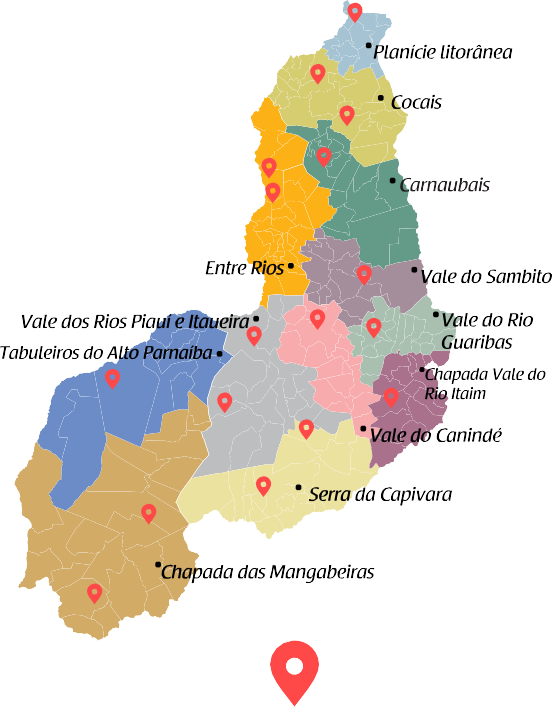 Planície litorânea
Cocais
Carnaubais
Entre Rios
Vale do Sambito
Vale dos Rios Piauí e Itaueira
Vale do Rio
Guaribas
Tabuleiros do Alto Parnaíba
Chapada Vale do
Rio Itaim
Vale do Canindé
Serra da Capivara
Chapada das Mangabeiras